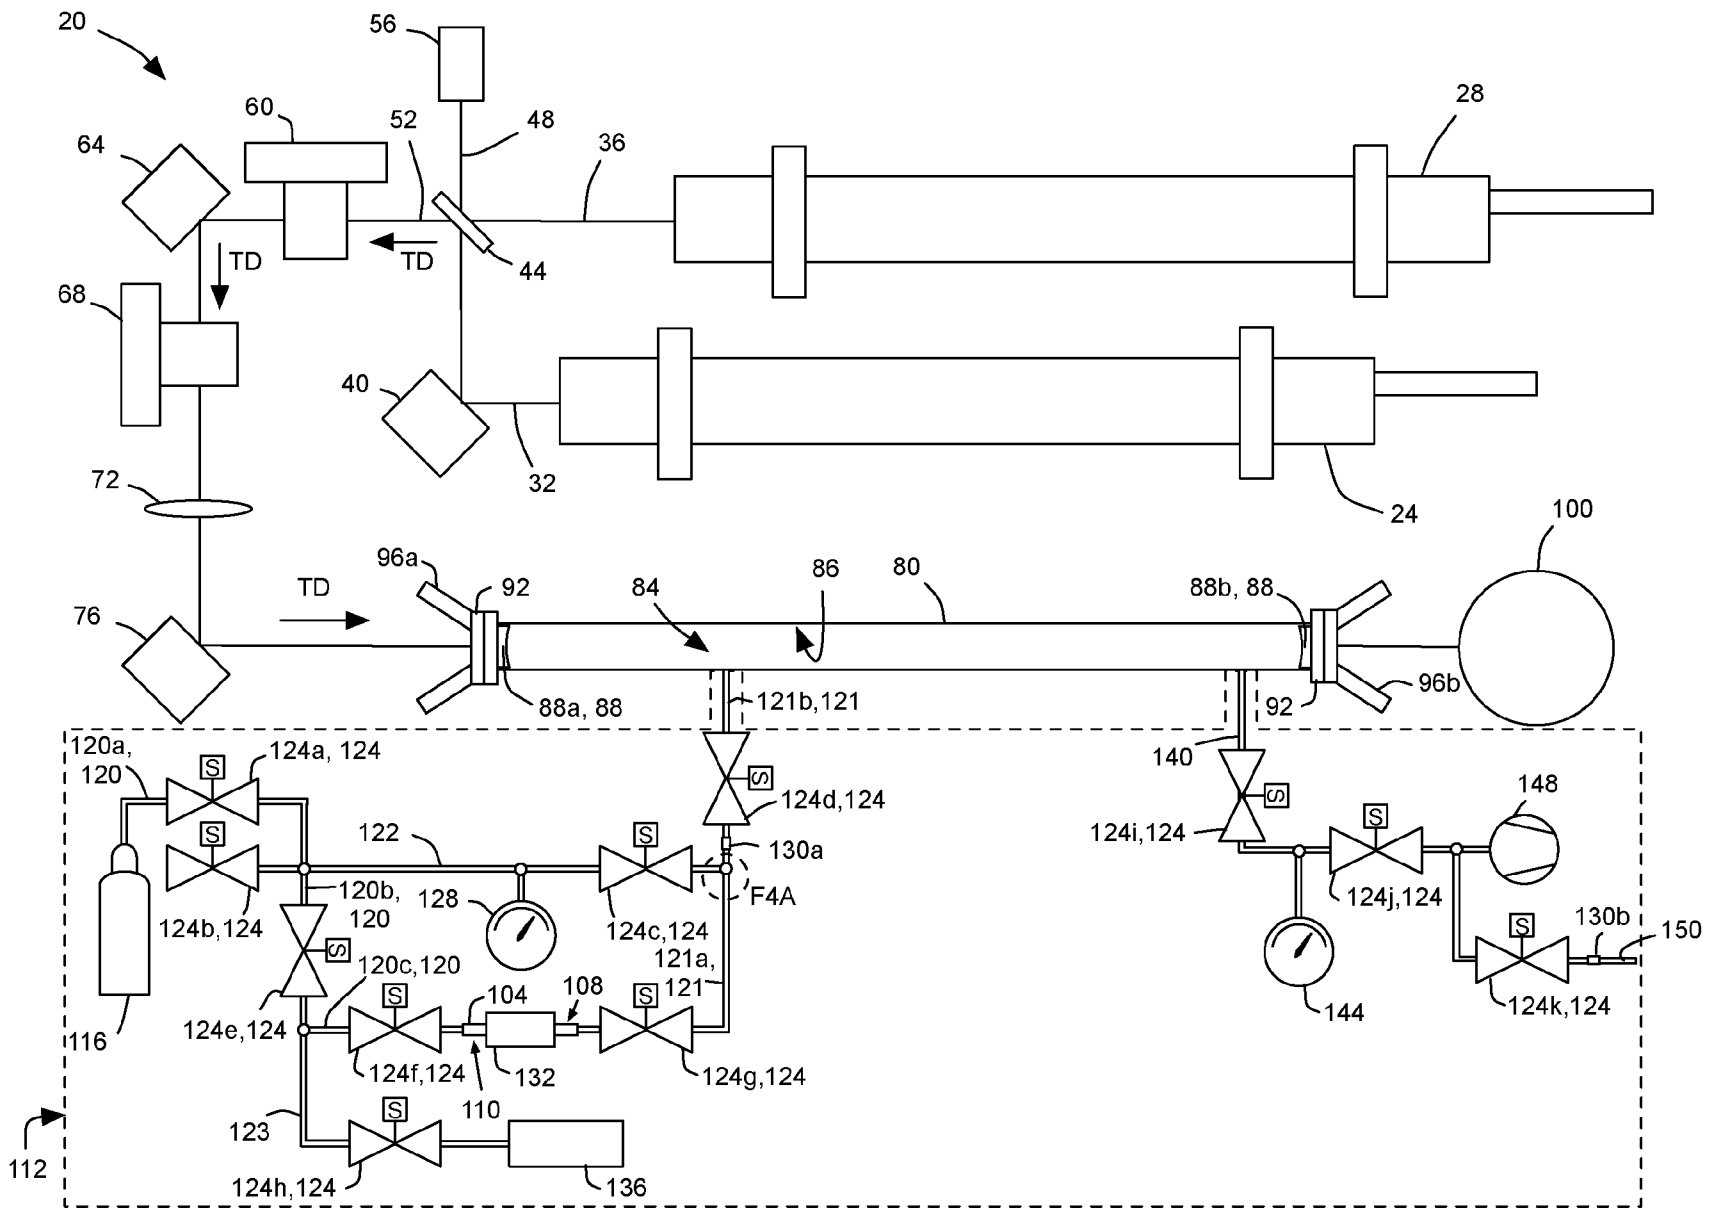 20
56
60
52
48
36
28
64
TD
TD
44
68
40
32
24
72
100
96a
92
84
86
80
88b, 88
TD
76
88a, 88
121b,121
92
96b
120a,
120
124a, 124
S
S
140
S
124d,124
S
148
S
122
S
130a
124i,124
S
124b,124
120b,
120
128
F4A
124c,124
124j,124
130b
150
S
S
121a,
121
120c,120
S
104
108
S
124e,124
124k,124
144
116
124f,124
132
124g,124
110
S
123
112
124h,124
136